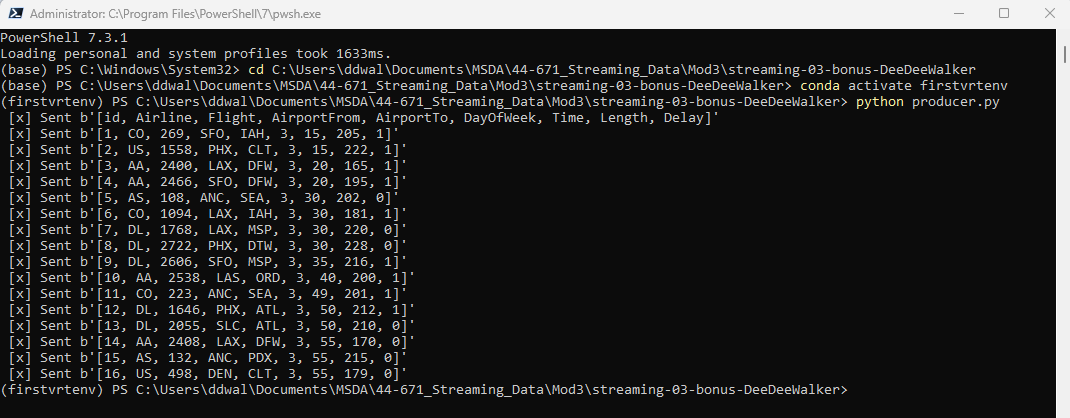 Administrator: C:\Program Files\PowerShell\7\pwsh.exe
PowerShell 7.3.1
Loading personal and system profiles took 1633ms.
(base) PS C:\Windows\System32> cd C:\Users\ddwal\Documents\MSDA\44-671_Streaming_Data\Mod3\streaming-03-bonus-DeeDeeWalker
(base) PS C:\Users\ddwal\Documents\MSDA\44-671_Streaming_Data\Mod3\streaming-03-bonus-DeeDeeWalker> conda activate firstvrtenv
(firstvrtenv) PS C:\Users\ddwal\Documents\MSDA\44-671_Streaming_Data\Mod3\streaming-03-bonus-DeeDeeWalker> python producer.py
[x] Sent b'[id, Airline, Flight, AirportFrom, AirportTo, DayOfWeek, Time, Length, Delay]'
[x] Sent b'[1, CO, 269, SFO, IAH, 3, 15, 205, 1]'
[x] Sent b'[2, US, 1558, PHX, CLT, 3, 15, 222, 1]'
[x] Sent b'[3, AA, 2400, LAX, DFW, 3, 20, 165, 1]'
[x] Sent b'[4, AA, 2466, SFO, DFW, 3, 20, 195, 1]'
[x] Sent b'[5, AS, 108, ANC, SEA, 3, 30, 202, 0]'
[x] Sent b'[6, CO, 1094, LAX, IAH, 3, 30, 181, 1]'
[x] Sent b'[7, DL, 1768, LAX, MSP, 3, 30, 220, 0]'
[x] Sent b'[8, DL, 2722, PHX, DTW, 3, 30, 228, 0]'
[x] Sent b'[9, DL, 2606, SFO, MSP, 3, 35, 216, 1]'
[x] Sent b'[10, AA, 2538, LAS, ORD, 3, 40, 200, 1]'
[x] Sent b'[11, CO, 223, ANC, SEA, 3, 49, 201, 1]'
[x] Sent b'[12, DL, 1646, PHX, ATL, 3, 50, 212, 1]'
[x] Sent b'[13, DL, 2055, SLC, ATL, 3, 50, 210, 0]'
[x] Sent b'[14, AA, 2408, LAX, DFW, 3, 55, 170, 0]'
[x] Sent b'[15, AS, 132, ANC, PDX, 3, 55, 215, 0]'
[x] Sent b'[16, US, 498, DEN, CLT, 3, 55, 179, 0]'
(firstvrtenv) PS C:\Users\ddwal\Documents\MSDA\44-671_Streaming_Data\Mod3\streaming-03-bonus-DeeDeeWalker>